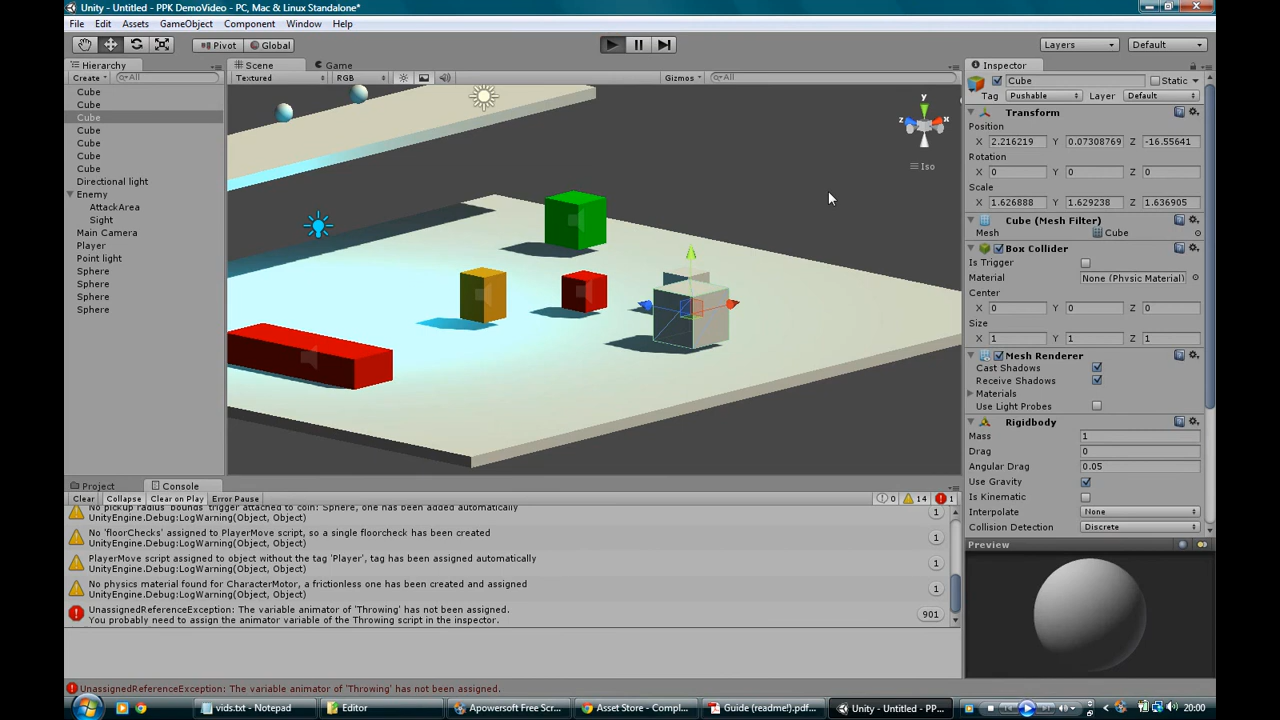 Unity - Untitled - PPK DemoVideo - PC, Mac & Linux Standalone*
File Edit Assets GameObject Component Window Help
Pivot Global Layers Default
Hierarchy Scene Game Inspector
Create All Textured RGB Gizmos All
Cube
Cube
Cube
Cube
Cube
Cube
Cube
Directional light
Enemy
AttackArea
Sight
Main Camera
Player
Point light
Sphere
Sphere
Sphere
Sphere
y
z x
Iso
Cube Static
Tag Pushable Layer Default
Transform
Position
X 2.216219 Y 0.07308769 Z -16.55641
Rotation
X 0 Y 0 Z 0
Scale
X 1.626888 Y 1.629238 Z 1.636905
Cube (Mesh Filter)
Mesh Cube
Box Collider
Is Trigger
Material None (Physic Material)
Center
X 0 Y 0 Z 0
Size
X 1 Y 1 Z 1
Mesh Renderer
Cast Shadows
Receive Shadows
Materials
Use Light Probes
Rigidbody
Mass 1
Drag 0
Angular Drag 0.05
Use Gravity
Is Kinematic
Interpolate None
Collision Detection Discrete
Preview
Project Console
Clear Collapse Clear on Play Error Pause 0 14 1
No pickup radius 'bounds' trigger attached to coin: Sphere, one has been added automatically
UnityEngine.Debug:LogWarning(Object, Object) 1
No 'floorChecks' assigned to PlayerMove script, so a single floorcheck has been created
UnityEngine.Debug:LogWarning(Object, Object) 1
PlayerMove script assigned to object without the tag 'Player', tag has been assigned automatically
UnityEngine.Debug:LogWarning(Object, Object) 1
No physics material found for CharacterMotor, a frictionless one has been created and assigned
UnityEngine.Debug:LogWarning(Object, Object) 1
UnassignedReferenceException: The variable animator of 'Throwing' has not been assigned.
You probably need to assign the animator variable of the Throwing script in the inspector. 901
UnassignedReferenceException: The variable animator of 'Throwing' has not been assigned.
vids.txt - Notepad Editor Apowersoft Free Scr... Asset Store - Compl... Guide (readme!).pdf... Unity - Untitled - PP... 20:00